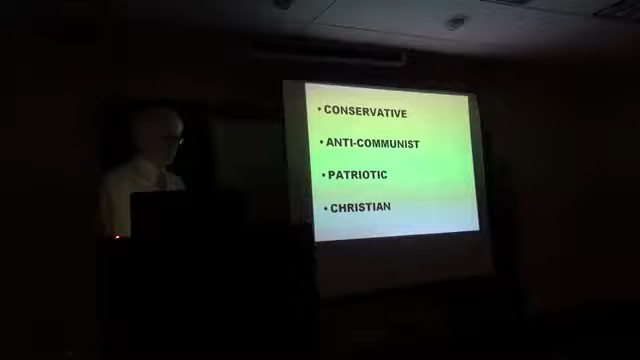 • CONSERVATIVE
• ANTI-COMMUNIST
• PATRIOTIC
• CHRISTIAN